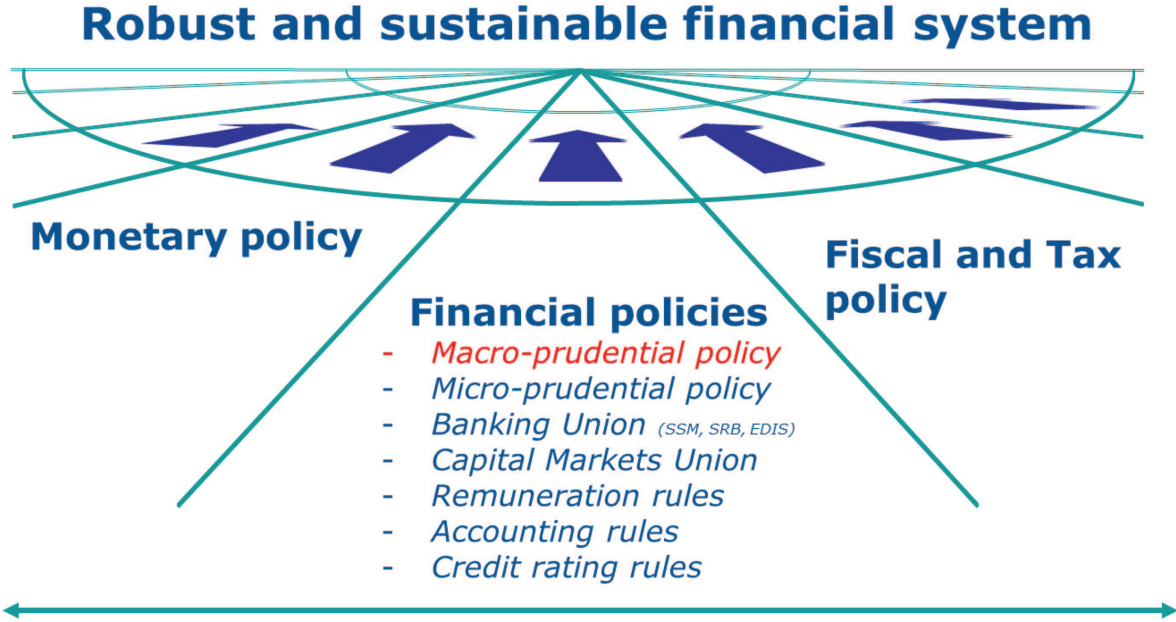 Robust and sustainable financial system
Monetary policy
Fiscal and Tax
policy
Financial policies
- Macro-prudential policy
- Micro-prudential policy
- Banking Union (SSM, SRB, EDIS)
- Capital Markets Union
- Remuneration rules
- Accounting rules
- Credit rating rules